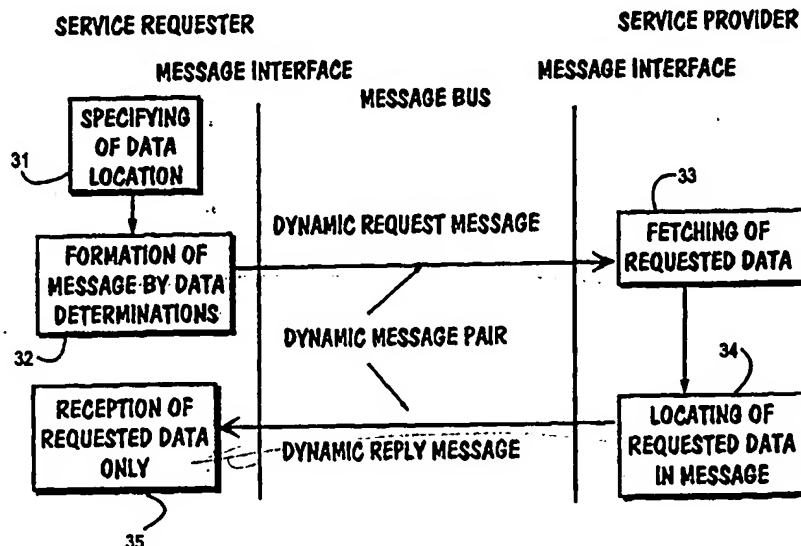 SERVICE REQUESTER
SERVICE PROVIDER
MESSAGE INTERFACE
MESSAGE INTERFACE
MESSAGE BUS
SPECIFYING
OF DATA
LOCATION
31
DYNAMIC REQUEST MESSAGE
33
FETCHING OF
REQUESTED DATA
FORMATION OF
MESSAGE-BY DATA
DETERMINATIONS
32
DYNAMIC MESSAGE PAIR
34
RECEPTION OF
REQUESTED DATA
ONLY
35
DYNAMIC REPLY MESSAGE
LOCATING OF
REQUESTED DATA
IN MESSAGE